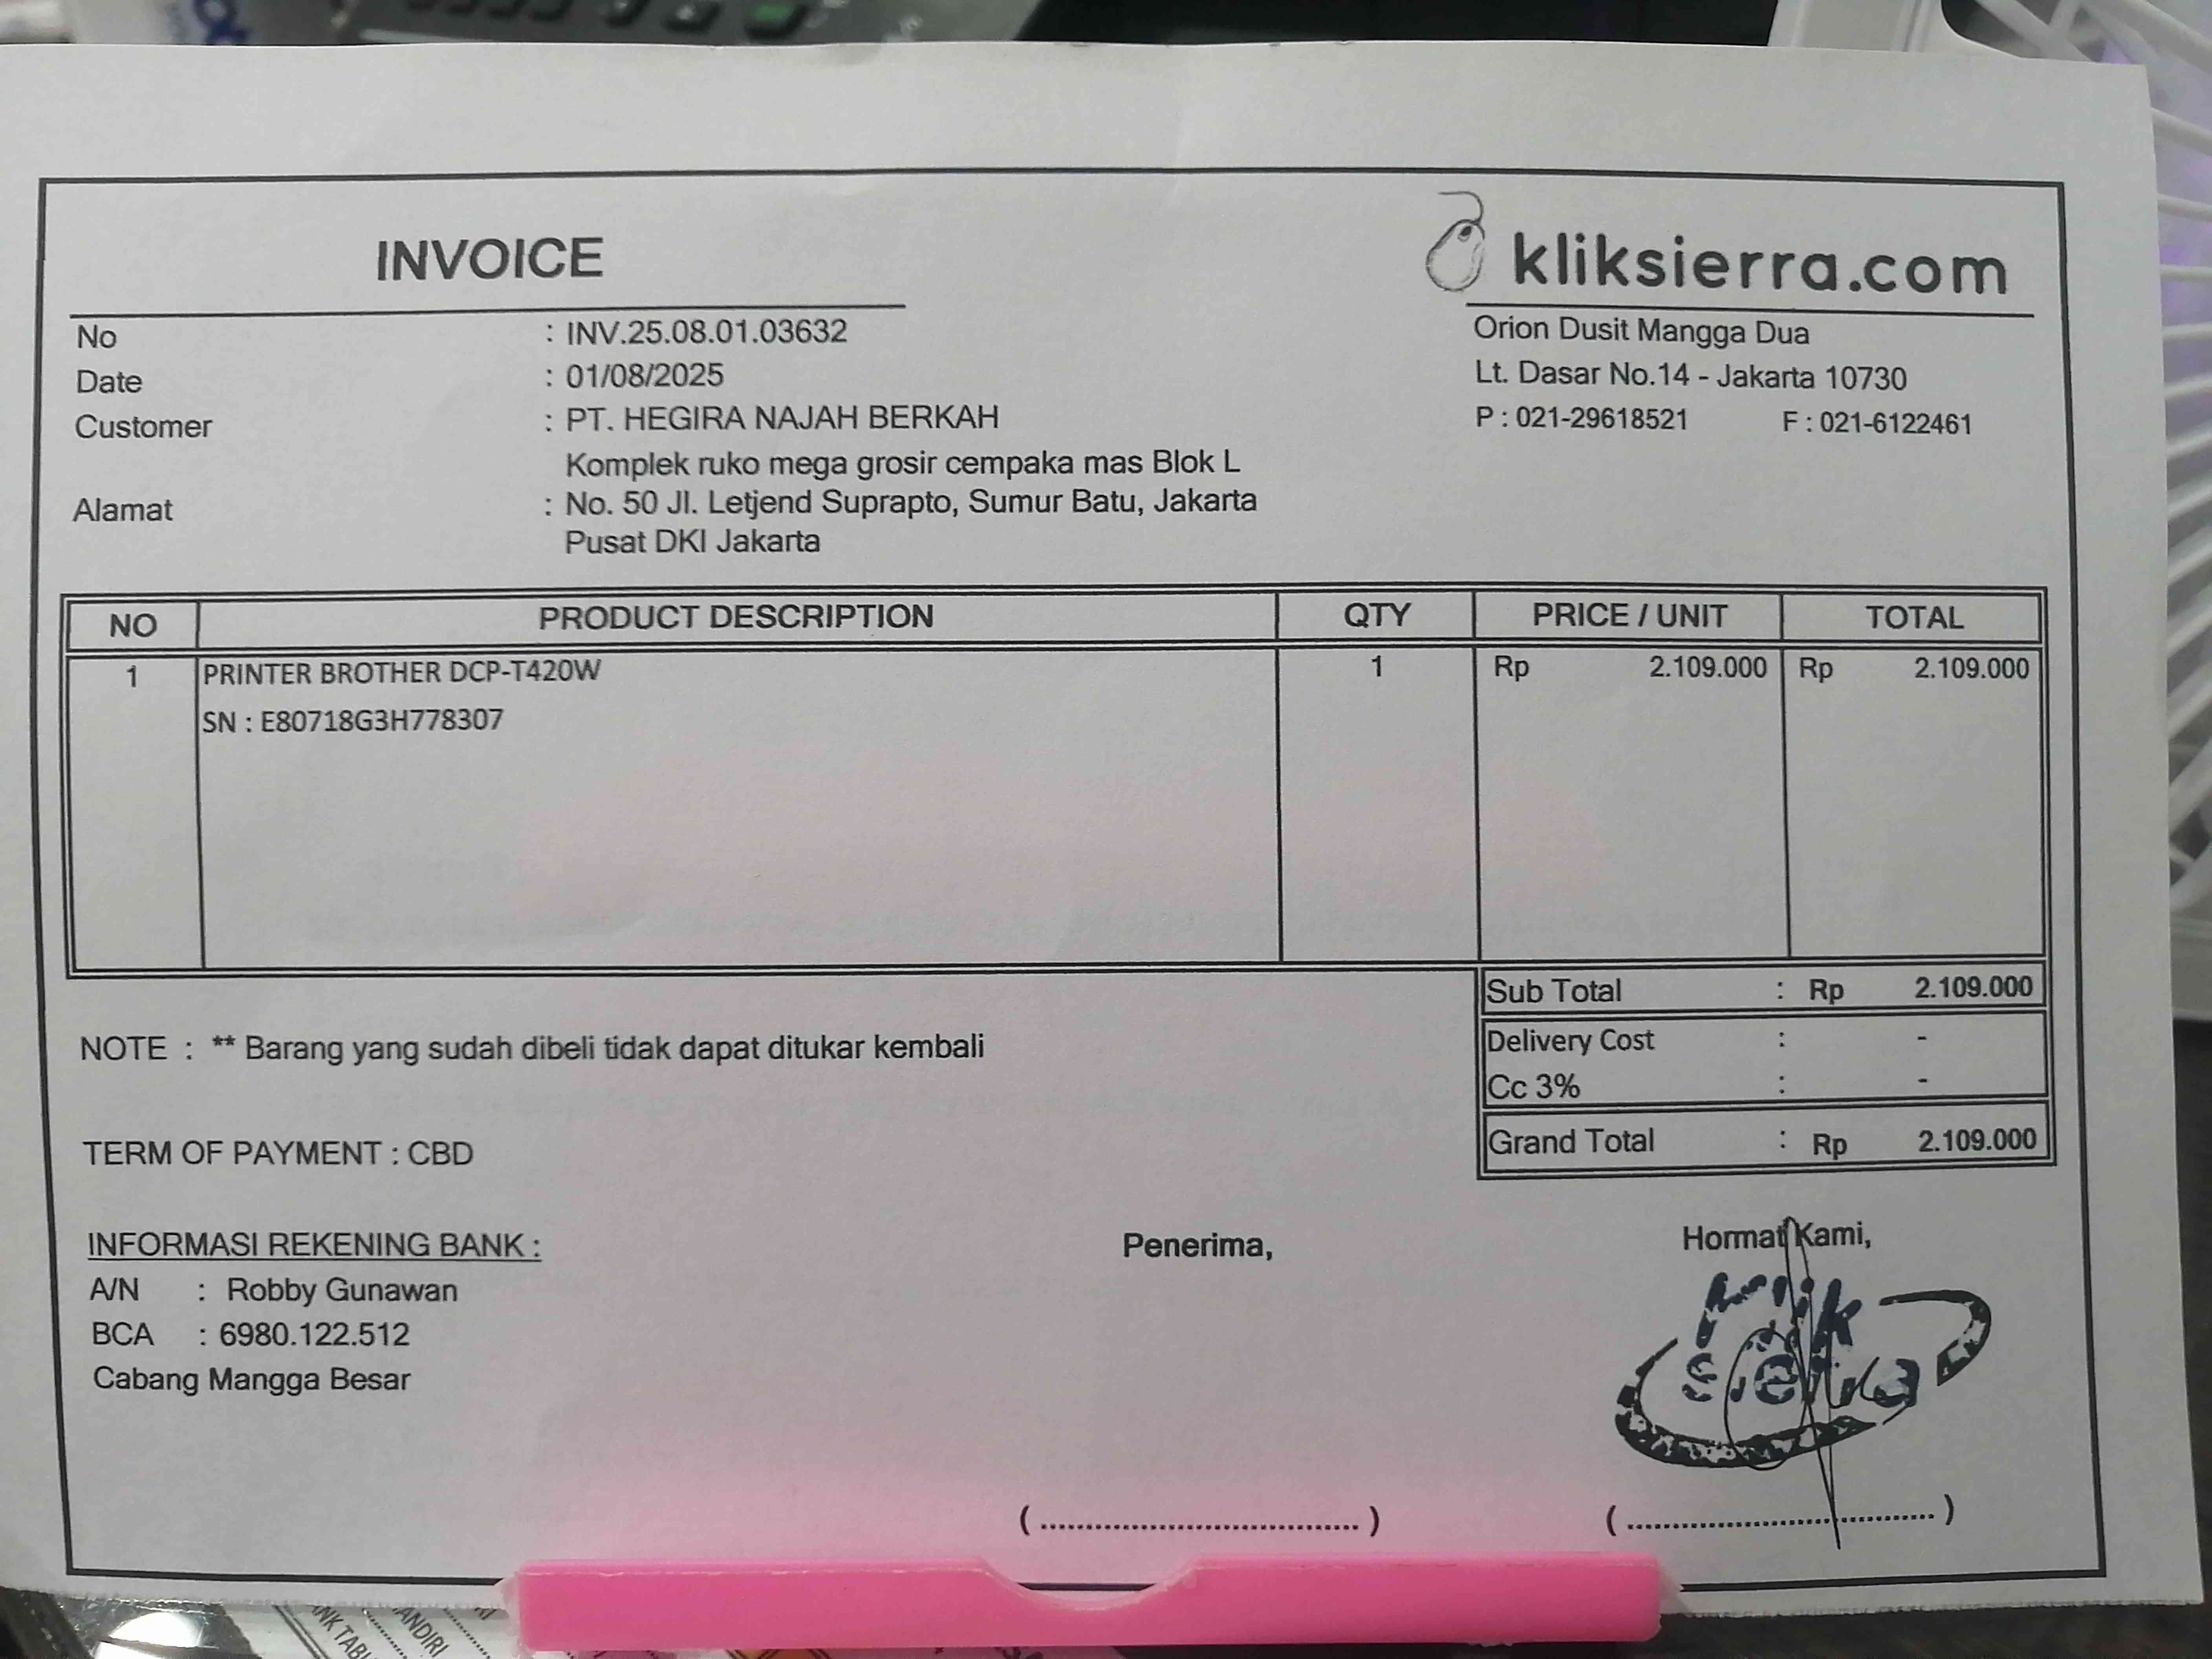 INVOICE
kliksierra.com
Orion Dusit Mangga Dua
Lt. Dasar No.14 - Jakarta 10730
P : 021-29618521 F : 021-6122461
No : INV.25.08.01.03632
Date : 01/08/2025
Customer : PT. HEGIRA NAJAH BERKAH
Komplek ruko mega grosir cempaka mas Blok L
Alamat : No. 50 Jl. Letjend Suprapto, Sumur Batu, Jakarta
Pusat DKI Jakarta
NO PRODUCT DESCRIPTION QTY PRICE / UNIT TOTAL
1 PRINTER BROTHER DCP-T420W 1 Rp 2.109.000 Rp 2.109.000
SN : E80718G3H778307
Sub Total : Rp 2.109.000
Delivery Cost : -
Cc 3% : -
Grand Total : Rp 2.109.000
NOTE : ** Barang yang sudah dibeli tidak dapat ditukar kembali
TERM OF PAYMENT : CBD
INFORMASI REKENING BANK :
A/N : Robby Gunawan
BCA : 6980.122.512
Cabang Mangga Besar
Penerima,
(...................................)
Hormat Kami,
klik
sierra
(...................................)
ANDIRI